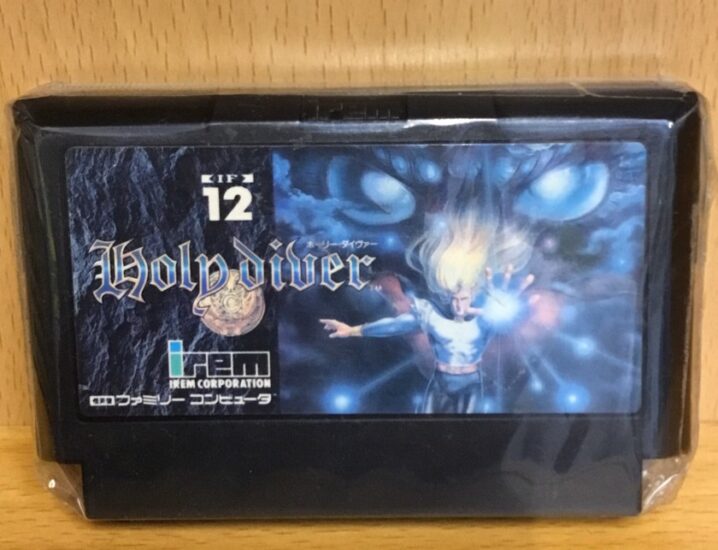 IF
12
ホーリーダイヴァー
Holy diver
irem
IREM CORPORATION
ファミリー コンピュータ